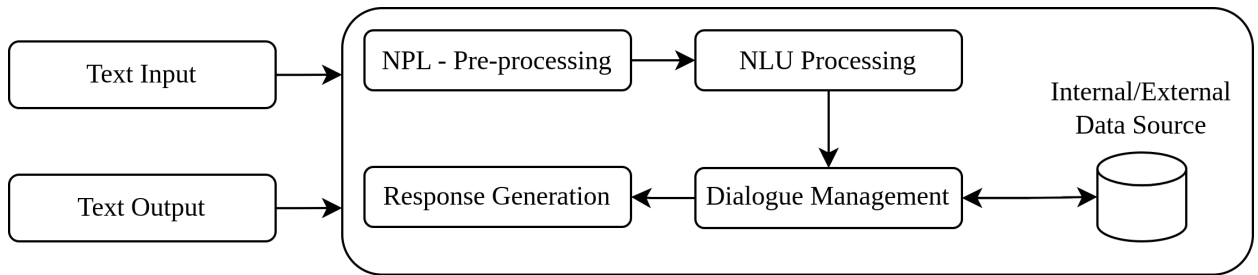 Text Input
NPL - Pre-processing
NLU Processing
Internal/External
Data Source
Text Output
Response Generation
Dialogue Management